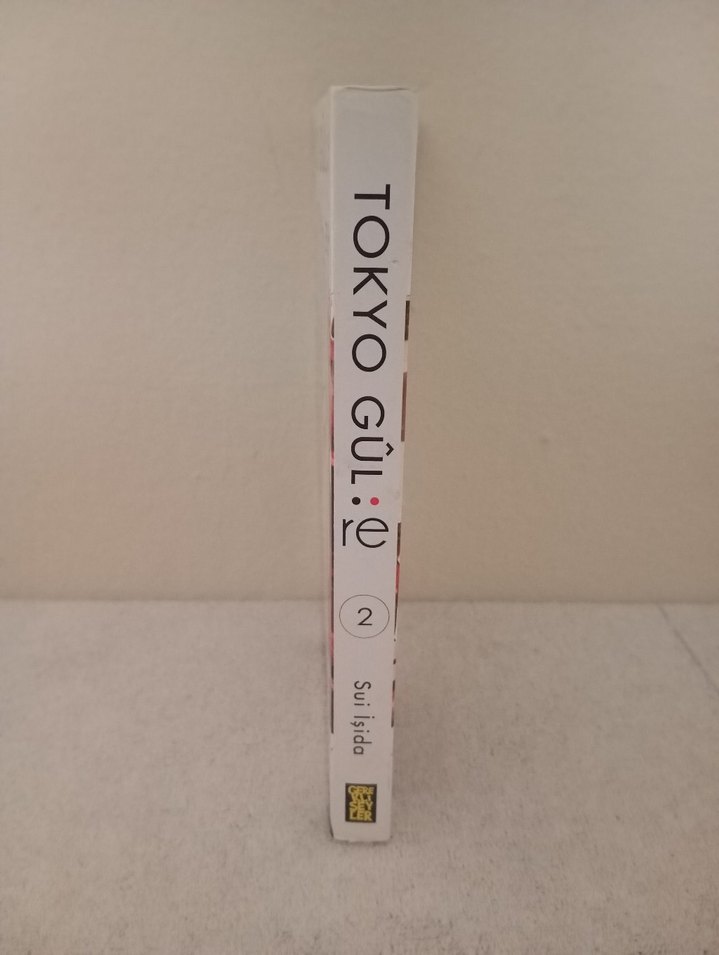 TOKYO GÛL:
re
2
Sui İşida
GERE
KLİ
ŞEY
LER